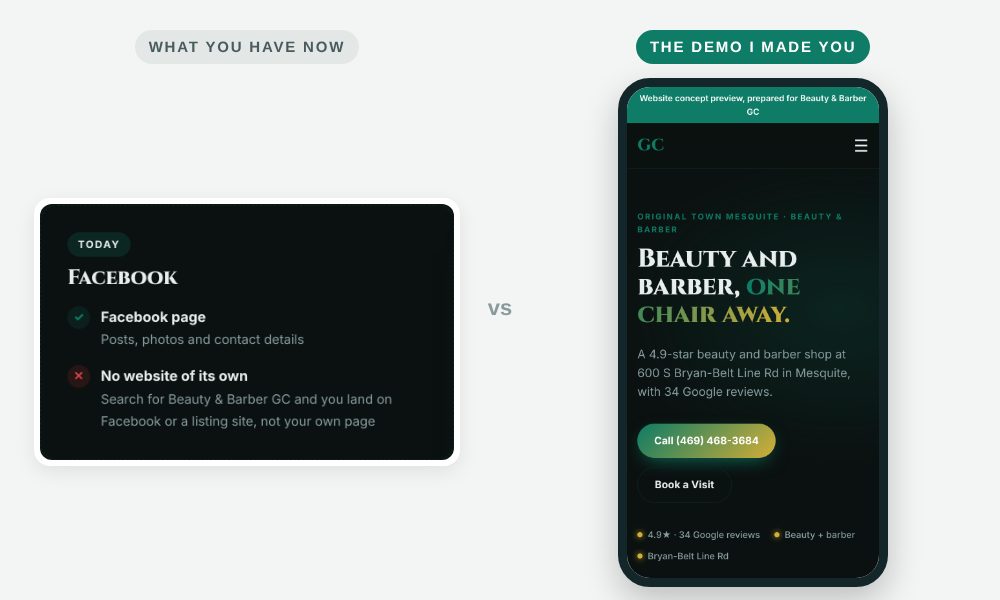 WHAT YOU HAVE NOW
TODAY
Facebook
Facebook page
Posts, photos and contact details
No website of its own
Search for Beauty & Barber GC and you land on
Facebook or a listing site, not your own page
vs
THE DEMO I MADE YOU
Website concept preview, prepared for Beauty & Barber
GC
GC
ORIGINAL TOWN MESQUITE · BEAUTY &
BARBER
Beauty and
barber, one
chair away.
A 4.9-star beauty and barber shop at
600 S Bryan-Belt Line Rd in Mesquite,
with 34 Google reviews.
Call (469) 468-3684
Book a Visit
4.9★ · 34 Google reviews
Beauty + barber
Bryan-Belt Line Rd